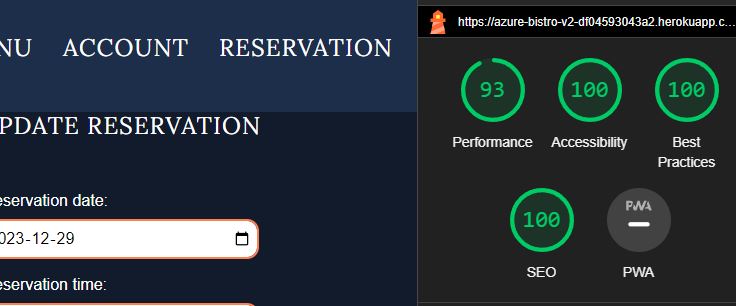 NU ACCOUNT RESERVATION
PDATE RESERVATION
eservation date:
023-12-29
eservation time:
https://azure-bistro-v2-df04593043a2.herokuapp.c...
93 100 100
Performance Accessibility Best
Practices
100 PWA
SEO PWA